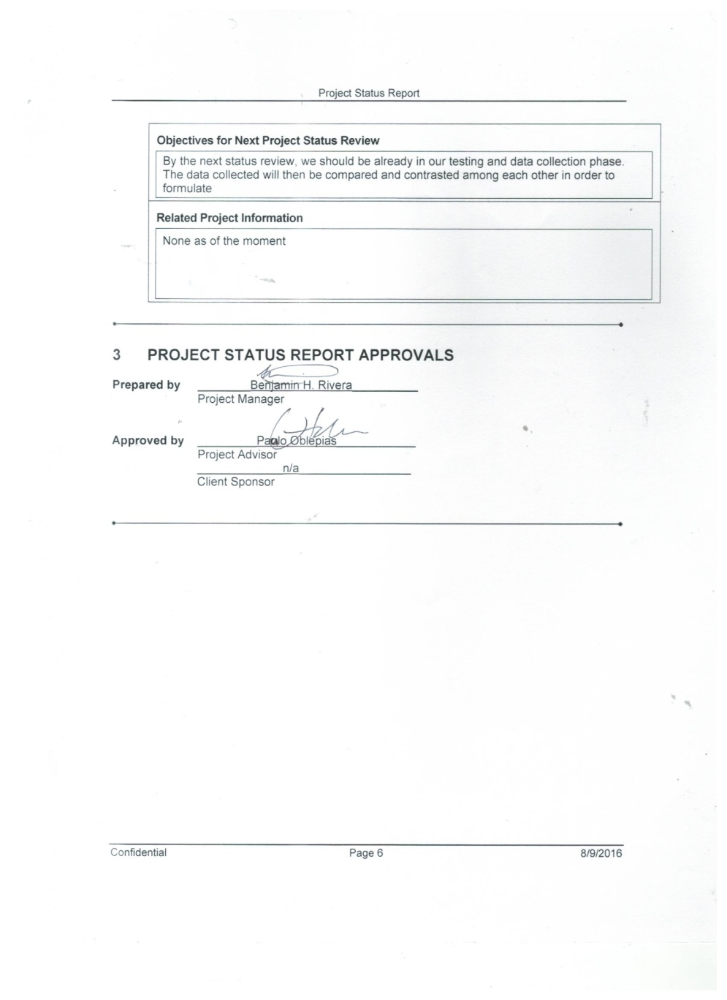 Project Status Report
Objectives for Next Project Status Review
By the next status review, we should be already in our testing and data collection phase.
The data collected will then be compared and contrasted among each other in order to
formulate
Related Project Information
None as of the moment
3 PROJECT STATUS REPORT APPROVALS
Prepared by Benjamin H. Rivera
Project Manager
Approved by Paolo Oblepias
Project Advisor
n/a
Client Sponsor
Confidential Page 6 8/9/2016